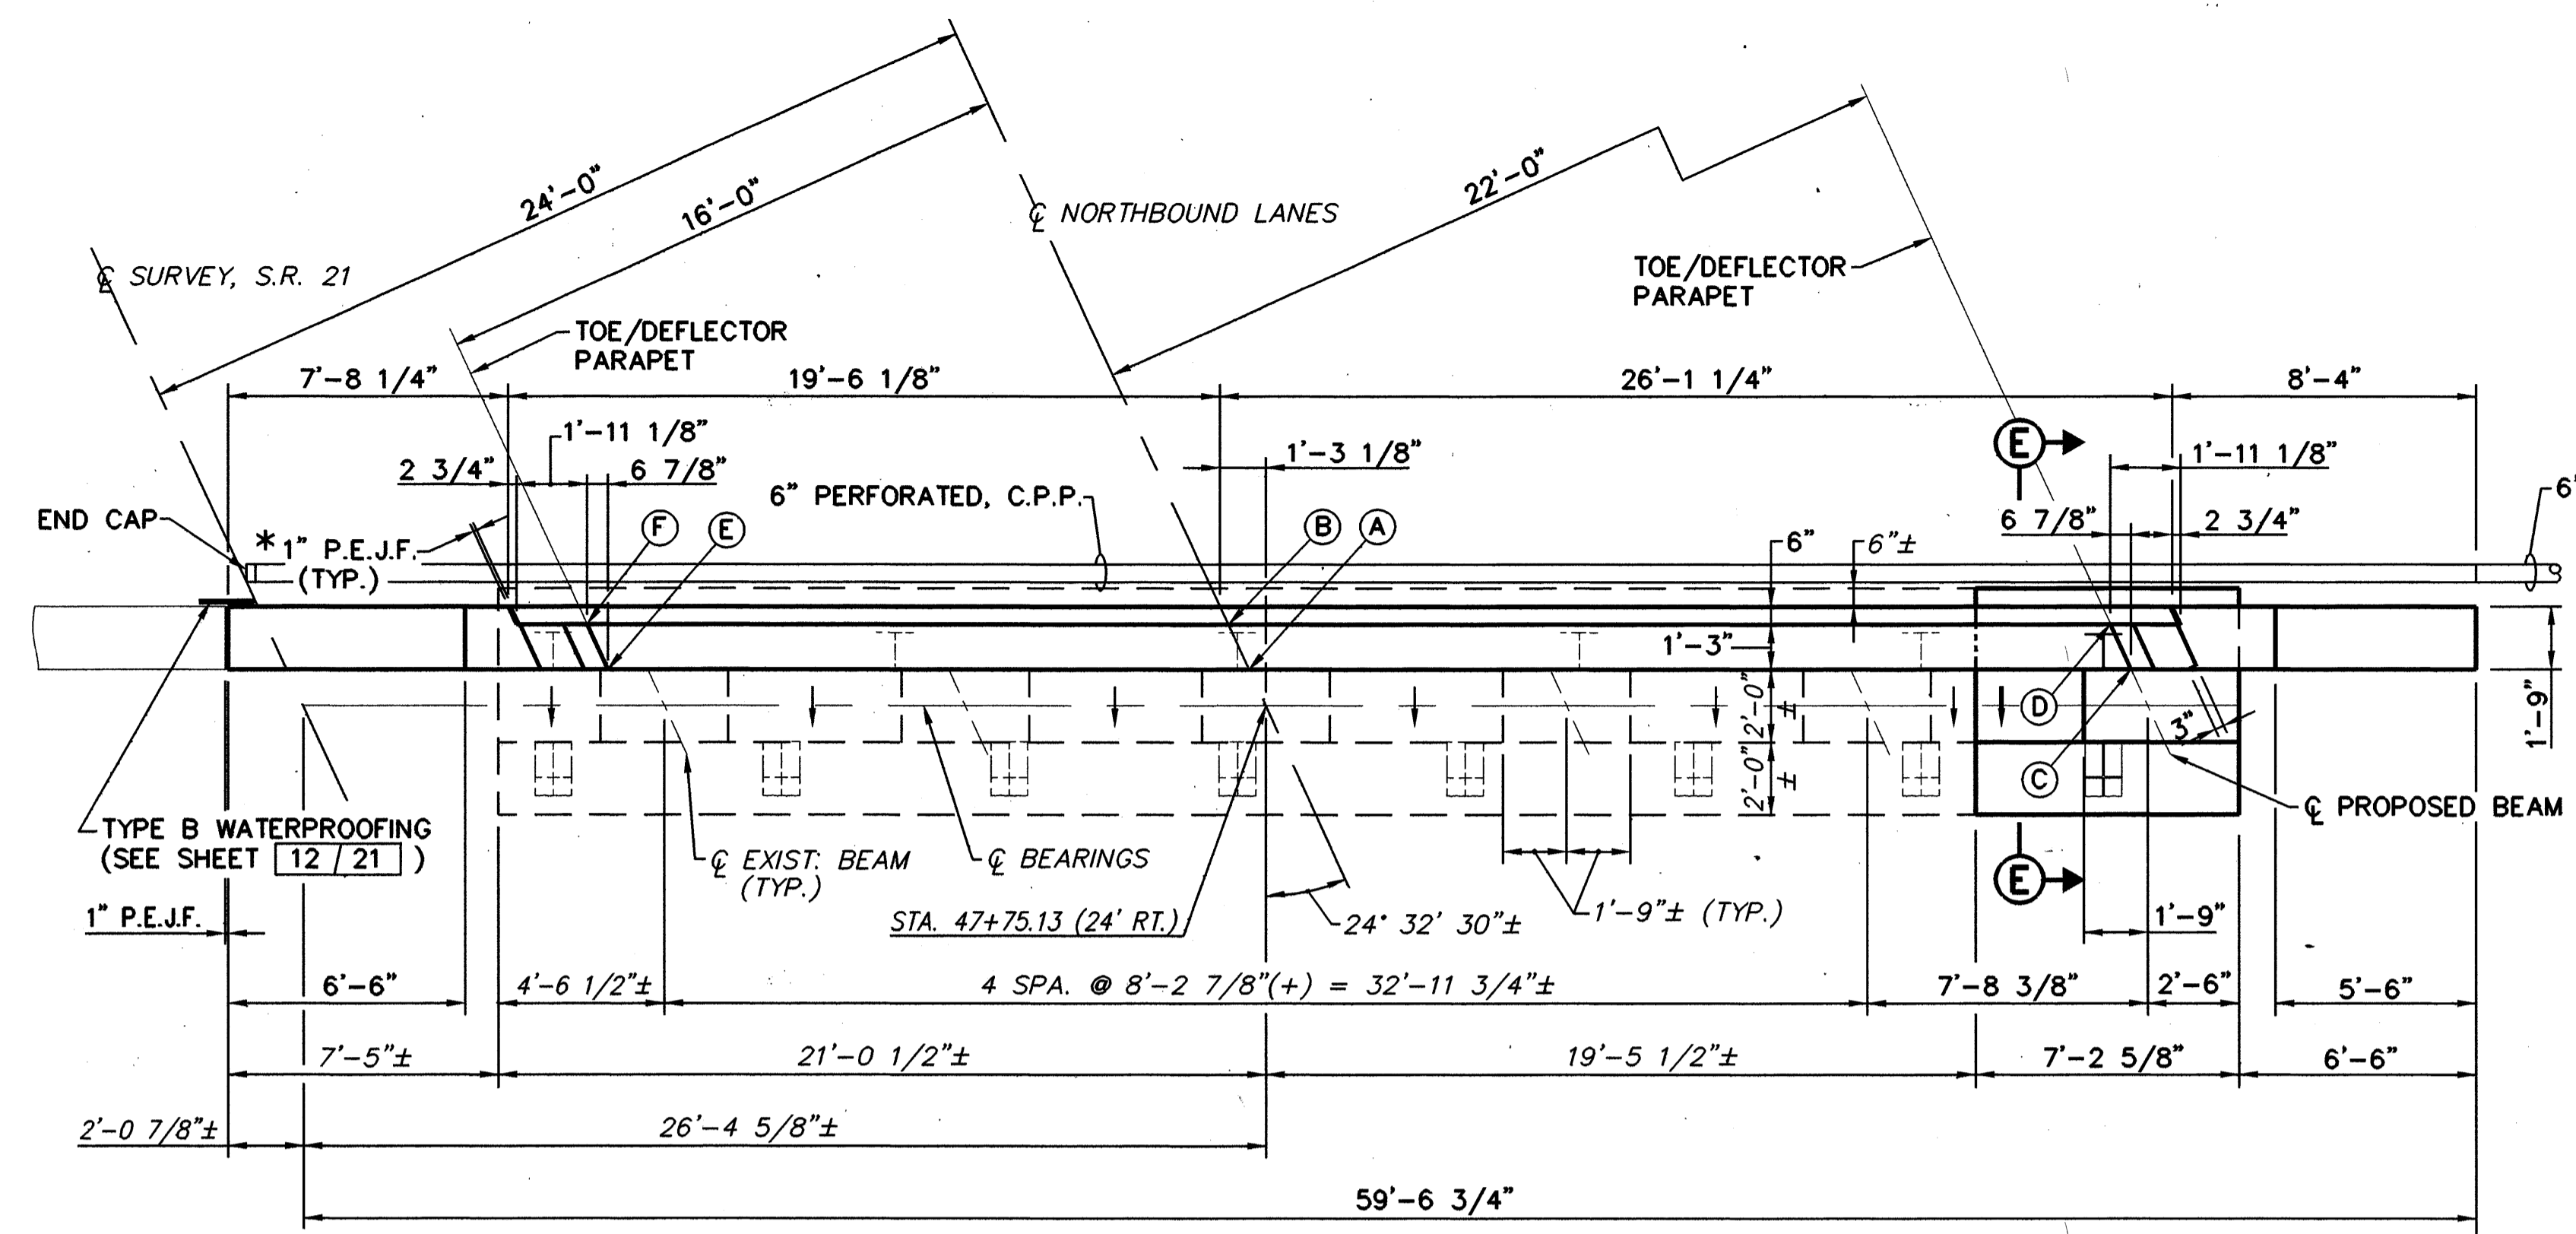 24'-0"
16'-0"
℄ NORTHBOUND LANES
22'-0"
℄ SURVEY, S.R. 21
TOE/DEFLECTOR
PARAPET
TOE/DEFLECTOR
PARAPET
7'-8 1/4"
19'-6 1/8"
26'-1 1/4"
8'-4"
1'-11 1/8"
2 3/4"
6 7/8"
1'-3 1/8"
E
1'-11 1/8"
6" PERFORATED, C.P.P.
6"
END CAP
* 1" P.E.J.F.
(TYP.)
F
E
B
A
6"
6"±
6 7/8"
2 3/4"
1'-3"
1'-9"
2'-0"
±
2'-0"
±
D
3"
C
TYPE B WATERPROOFING
(SEE SHEET 12 / 21 )
℄ EXIST. BEAM
(TYP.)
℄ BEARINGS
℄ PROPOSED BEAM
1" P.E.J.F.
STA. 47+75.13 (24' RT.)
24° 32' 30"±
1'-9"± (TYP.)
E
1'-9"
6'-6"
4'-6 1/2"±
4 SPA. @ 8'-2 7/8"(+) = 32'-11 3/4"±
7'-8 3/8"
2'-6"
5'-6"
7'-5"±
21'-0 1/2"±
19'-5 1/2"±
7'-2 5/8"
6'-6"
2'-0 7/8"±
26'-4 5/8"±
59'-6 3/4"